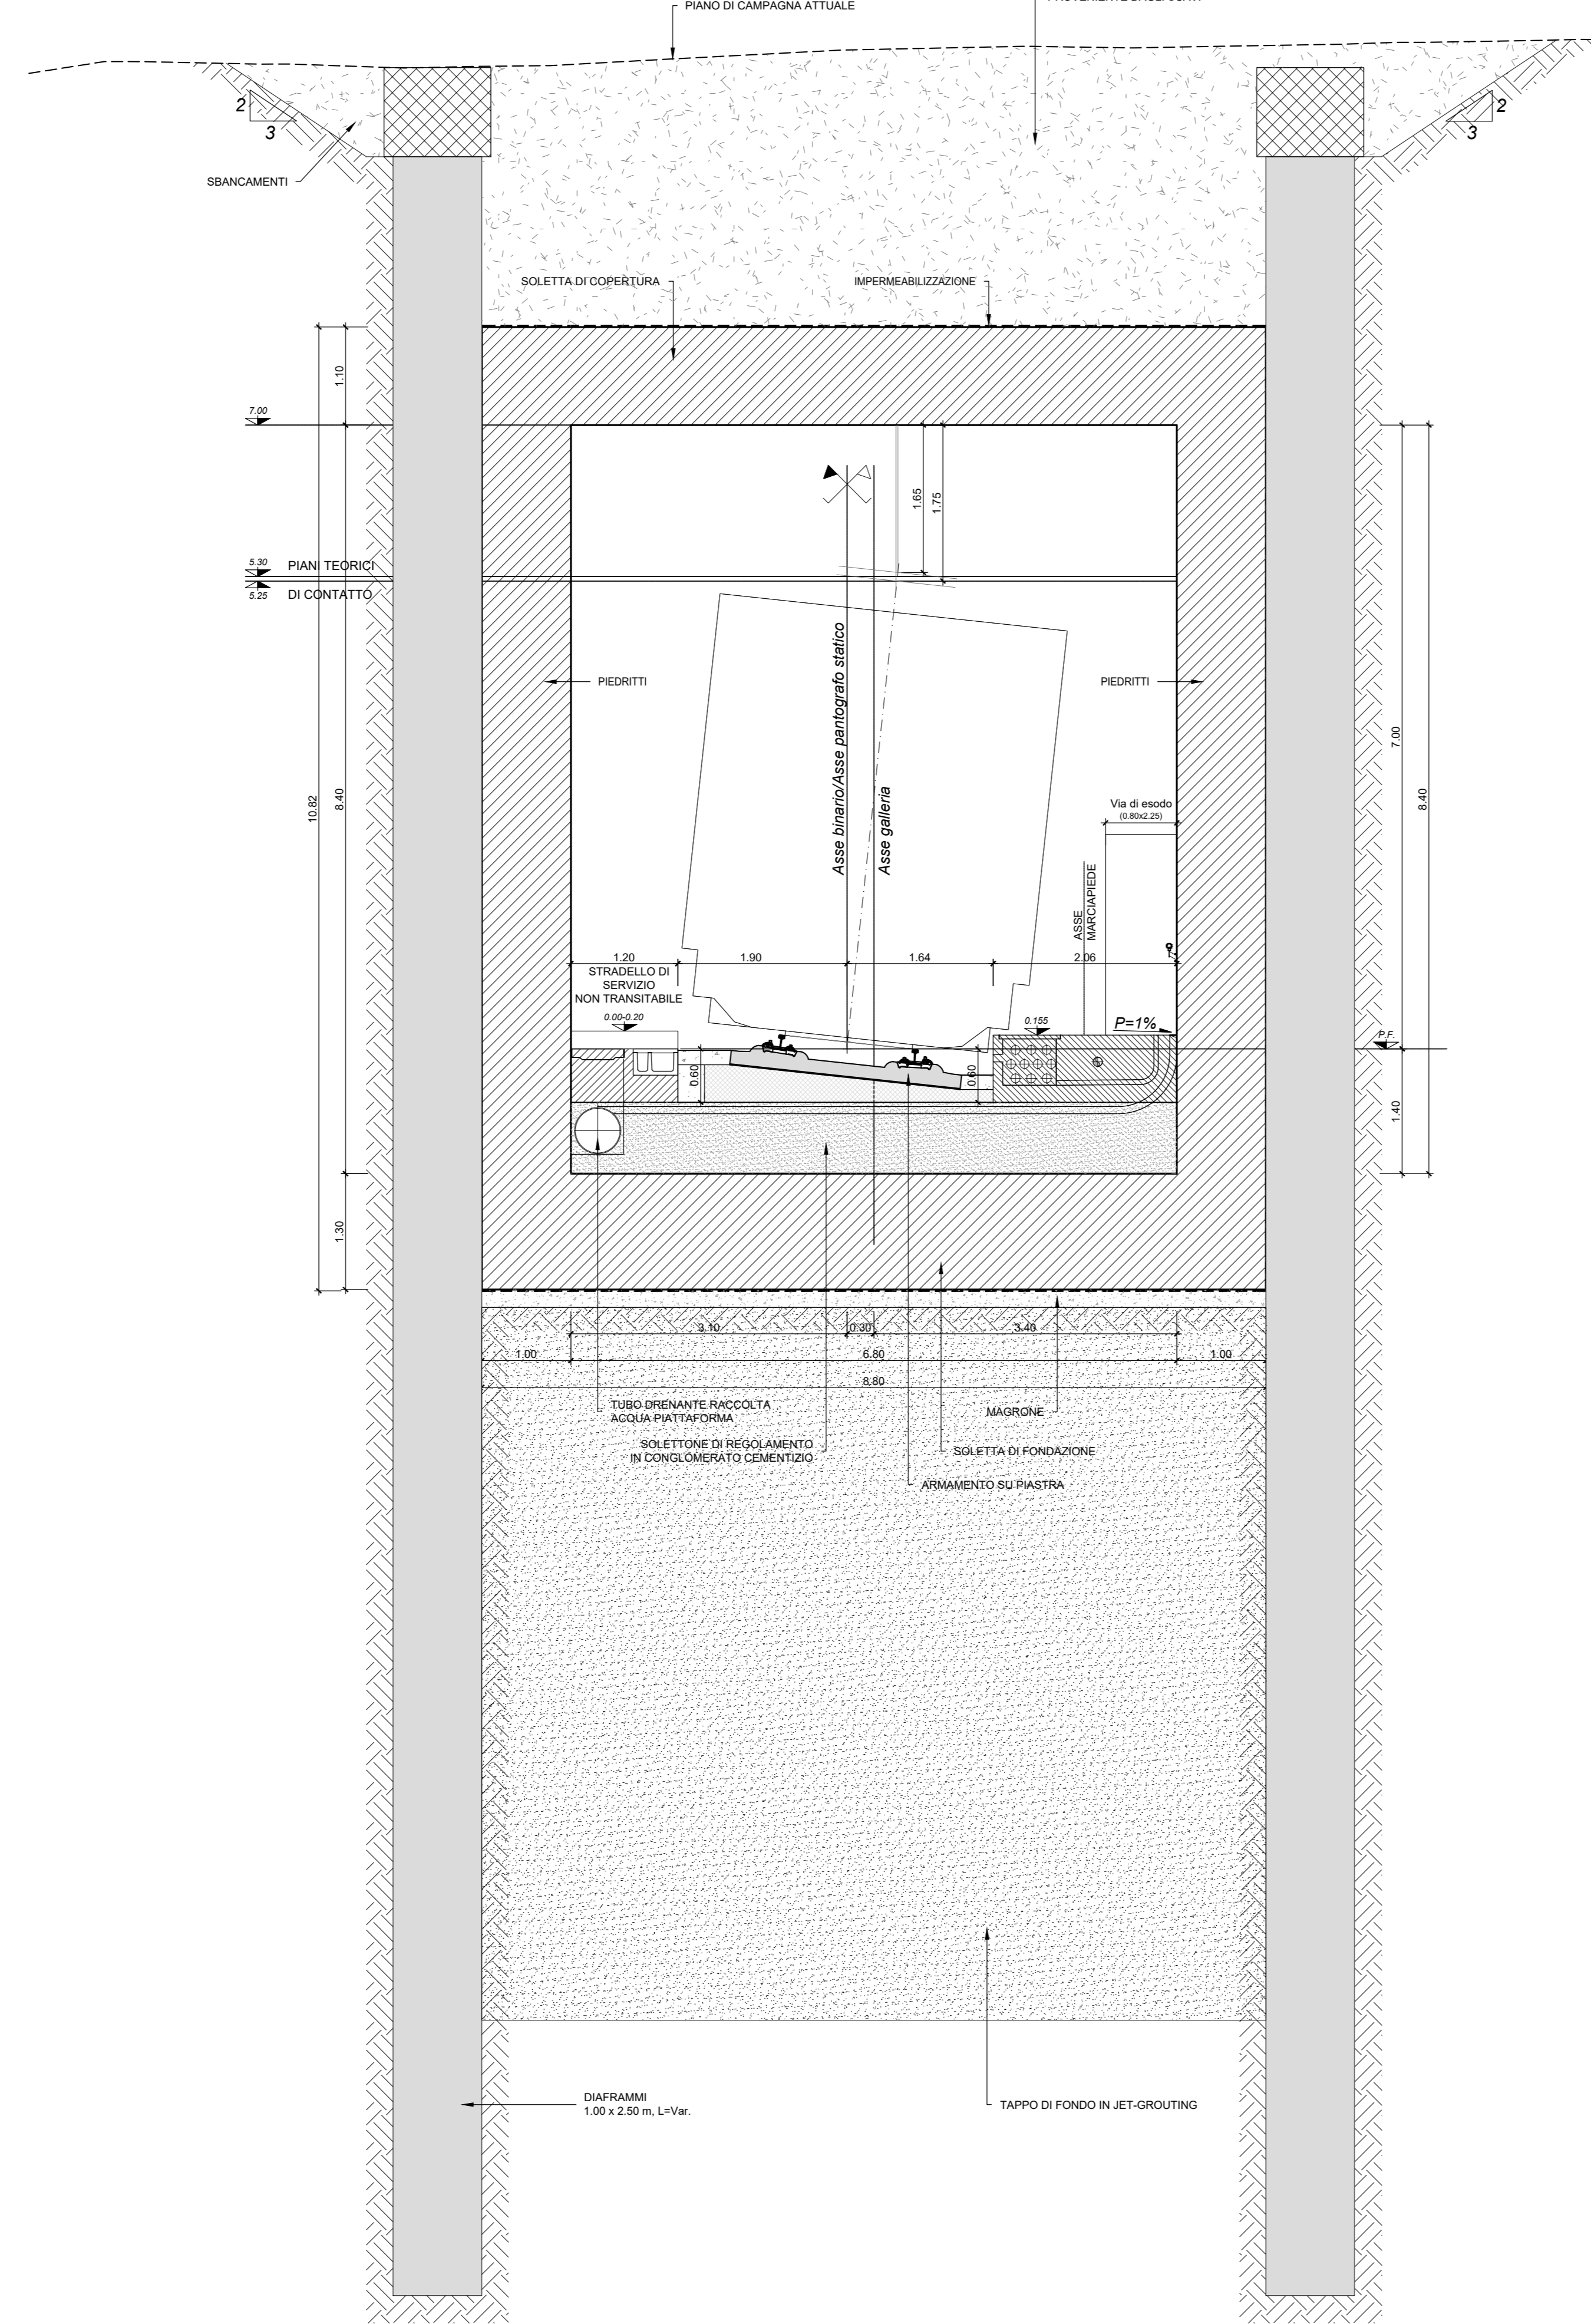 PIANO DI CAMPAGNA ATTUALE
2
3
2
3
SBANCAMENTI
SOLETTA DI COPERTURA
IMPERMEABILIZZAZIONE
1.10
7.00
1.65
1.75
5.30
PIANI TEORICI
5.25
DI CONTATTO
PIEDRITTI
PIEDRITTI
Asse binario/Asse pantografo statico
Asse galleria
7.00
8.40
10.82
8.40
Via di esodo
(0.80x2.25)
ASSE
MARCIAPIEDE
1.20
1.90
1.64
2.06
STRADELLO DI
SERVIZIO
NON TRANSITABILE
0.00-0.20
0.155
P=1%
P.F.
0.60
0.60
1.40
1.30
3.10
0.30
3.40
1.00
6.80
1.00
8.80
TUBO DRENANTE RACCOLTA
ACQUA PIATTAFORMA
MAGRONE
SOLETTONE DI REGOLAMENTO
IN CONGLOMERATO CEMENTIZIO
SOLETTA DI FONDAZIONE
ARMAMENTO SU PIASTRA
DIAFRAMMI
1.00 x 2.50 m, L=Var.
TAPPO DI FONDO IN JET-GROUTING